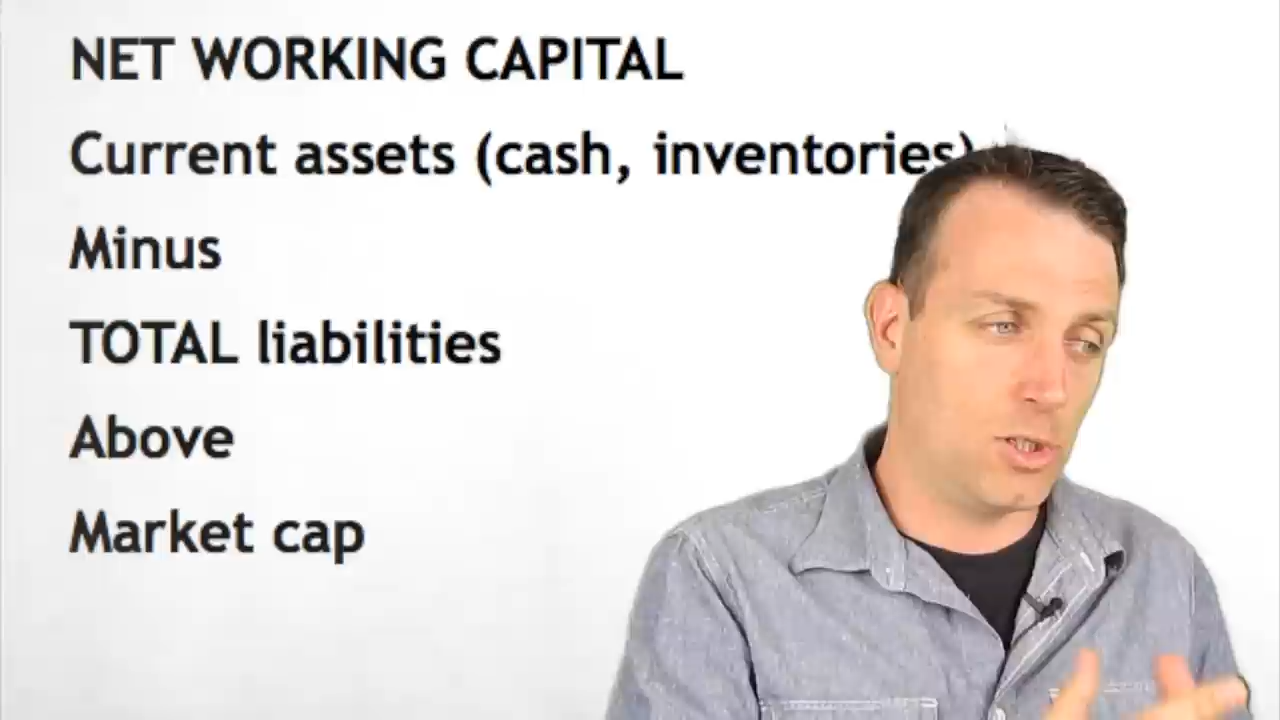 NET WORKING CAPITAL
Current assets (cash, inventories)
Minus
TOTAL liabilities
Above
Market cap